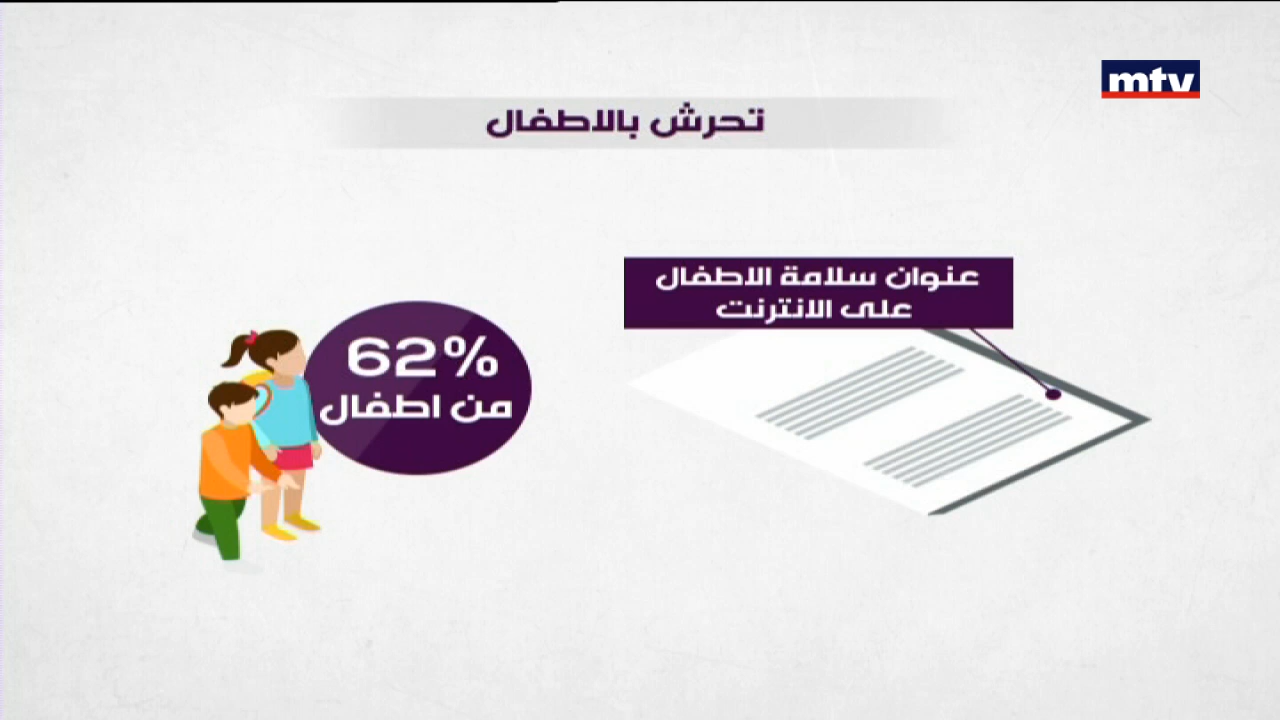 mtv
تحرش بالاطفال
عنوان سلامة الاطفال
على الانترنت
62%
من اطفال